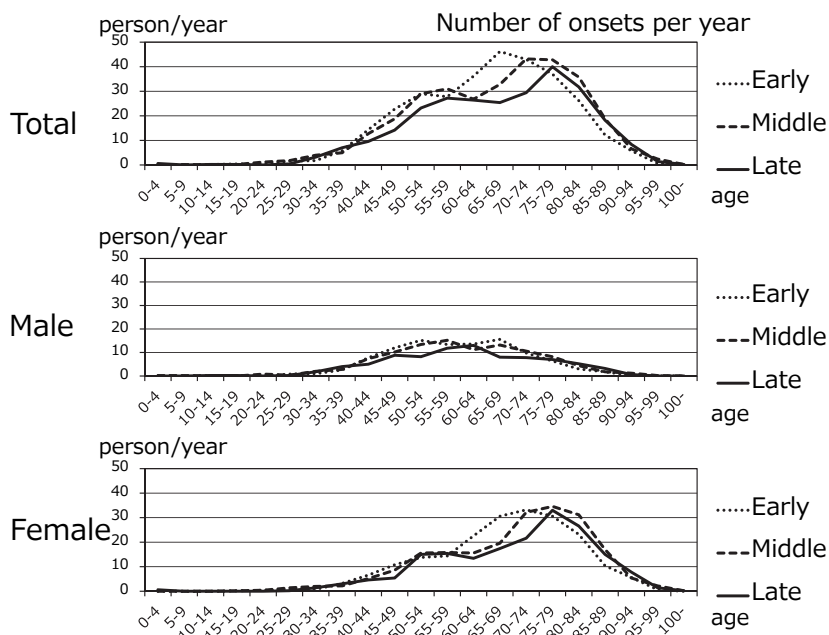 person/year Number of onsets per year
50
40
30
20
10
0
Total
Early
Middle
Late
0-4 5-9 10-14 15-19 20-24 25-29 30-34 35-39 40-44 45-49 50-54 55-59 60-64 65-69 70-74 75-79 80-84 85-89 90-94 95-99 100-
age
person/year
50
40
30
20
10
0
Male
Early
Middle
Late
0-4 5-9 10-14 15-19 20-24 25-29 30-34 35-39 40-44 45-49 50-54 55-59 60-64 65-69 70-74 75-79 80-84 85-89 90-94 95-99 100-
age
person/year
50
40
30
20
10
0
Female
Early
Middle
Late
0-4 5-9 10-14 15-19 20-24 25-29 30-34 35-39 40-44 45-49 50-54 55-59 60-64 65-69 70-74 75-79 80-84 85-89 90-94 95-99 100-
age